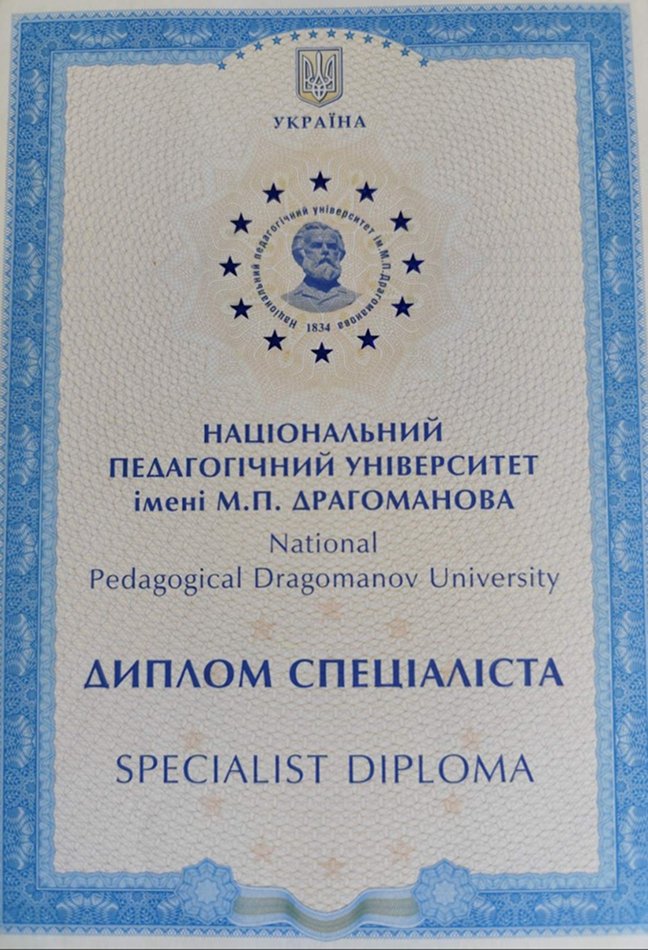 УКРАЇНА
Національний педагогічний університет ім.М.П.Драгоманова
1834
НАЦІОНАЛЬНИЙ
ПЕДАГОГІЧНИЙ УНІВЕРСИТЕТ
імені М.П. ДРАГОМАНОВА
National
Pedagogical Dragomanov University
ДИПЛОМ СПЕЦІАЛІСТА
SPECIALIST DIPLOMA